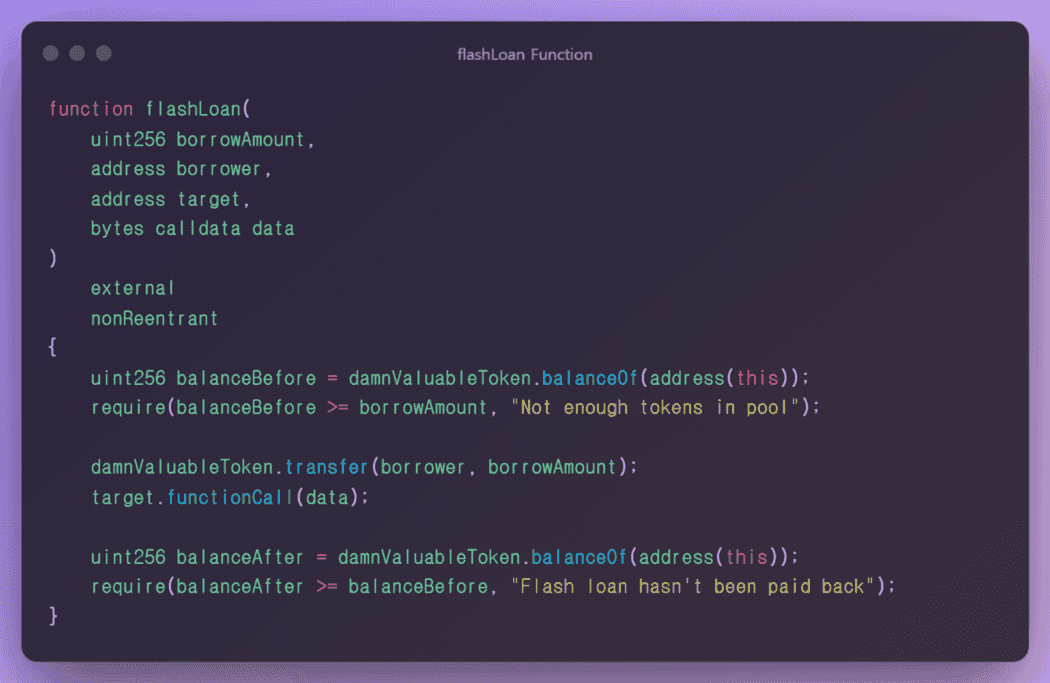 flashLoan Function
function flashLoan(
    uint256 borrowAmount,
    address borrower,
    address target,
    bytes calldata data
)
    external
    nonReentrant
{
    uint256 balanceBefore = damnValuableToken.balanceOf(address(this));
    require(balanceBefore >= borrowAmount, "Not enough tokens in pool");
    damnValuableToken.transfer(borrower, borrowAmount);
    target.functionCall(data);
    uint256 balanceAfter = damnValuableToken.balanceOf(address(this));
    require(balanceAfter >= balanceBefore, "Flash loan hasn't been paid back");
}